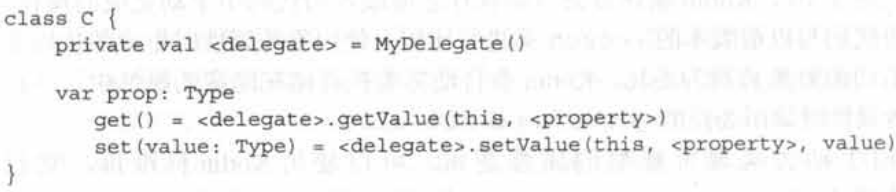 class C {
    private val <delegate> = MyDelegate()
    var prop: Type
        get() = <delegate>.getValue(this, <property>)
        set(value: Type) = <delegate>.setValue(this, <property>, value)
}